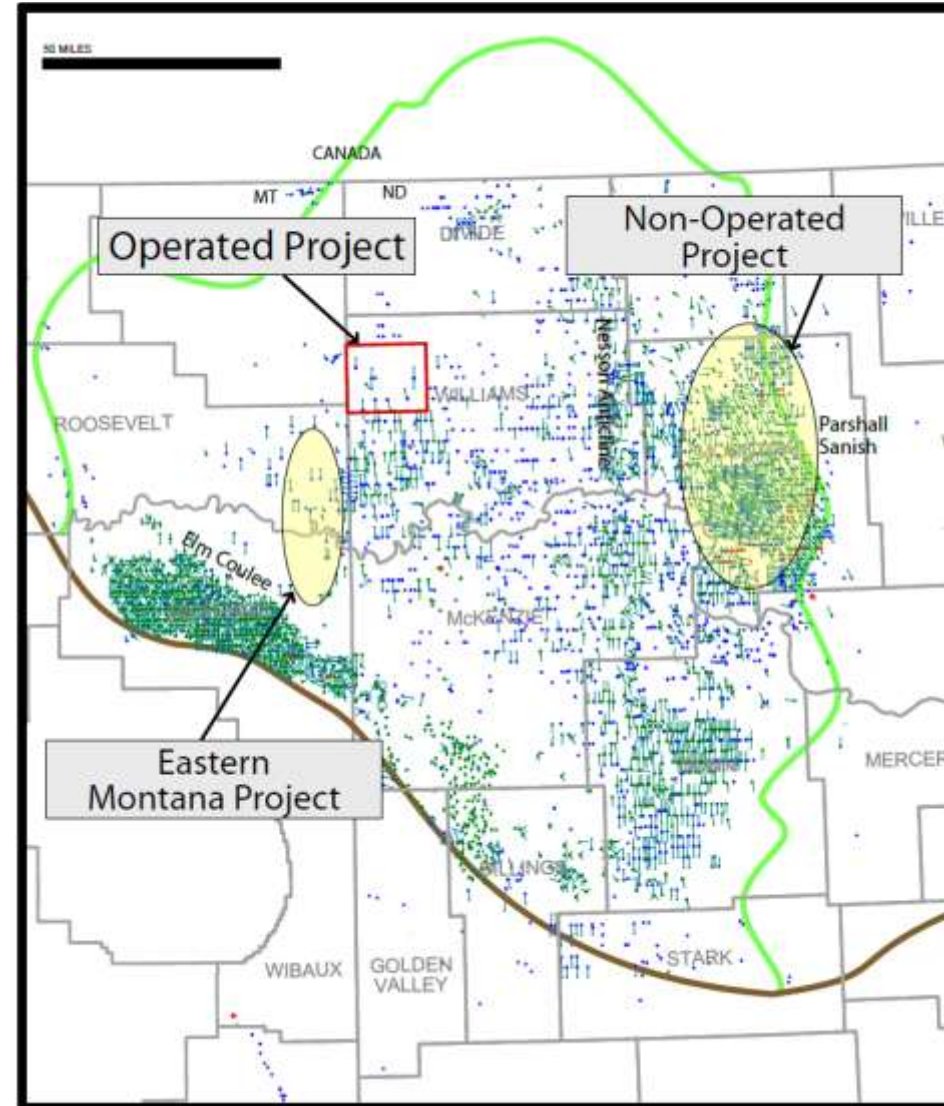 50 MILES
CANADA
MT
ND
DIVIDE
VILLE
Operated Project
Non-Operated
Project
Nesson Anticline
WILLIAMS
ROOSEVELT
Parshall
Sanish
Elm Coulee
McKENZIE
Eastern
Montana Project
MERCER
BILLINGS
WIBAUX
GOLDEN
VALLEY
STARK